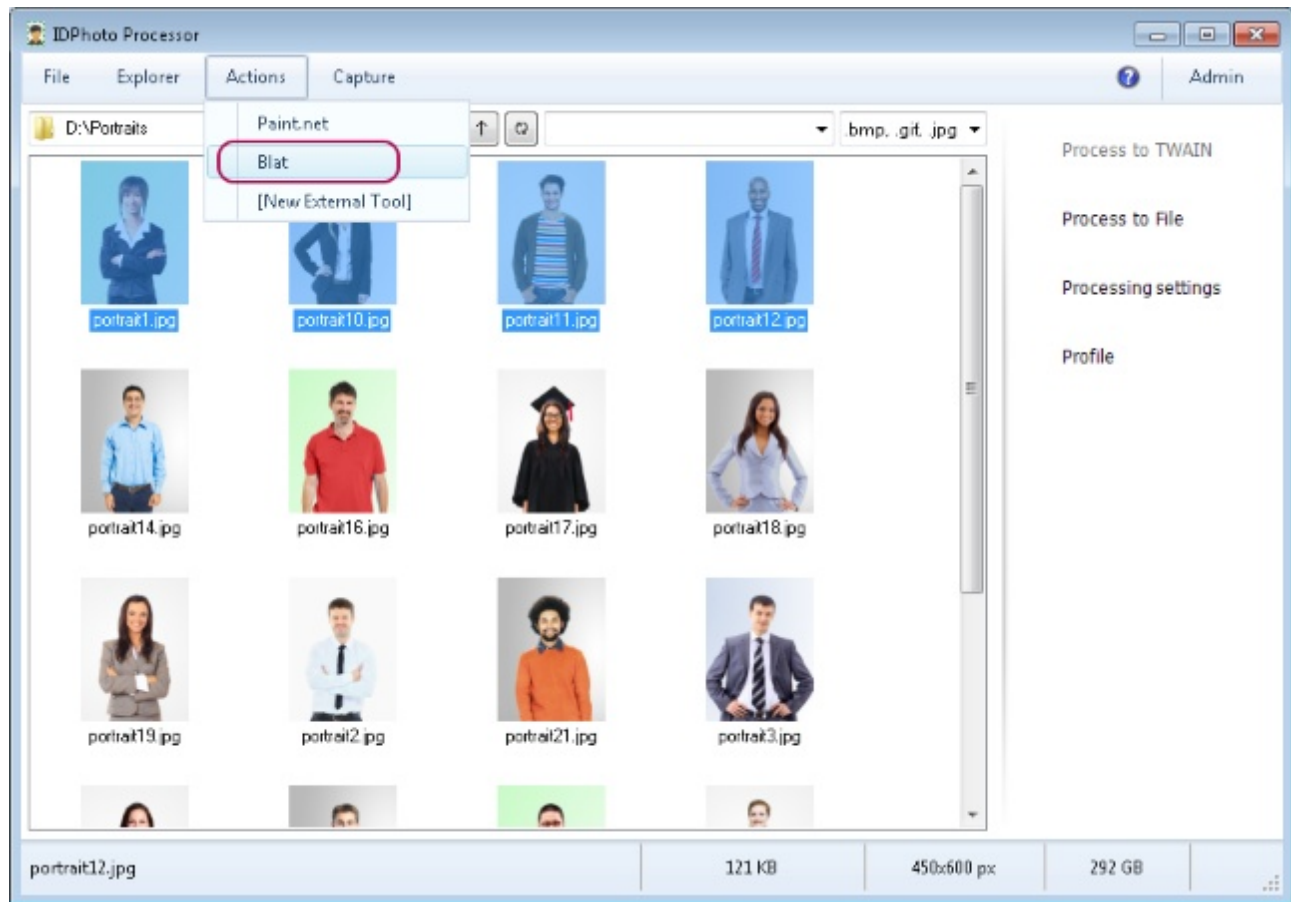 IDPhoto Processor
File Explorer Actions Capture Admin
D:\Portraits .bmp, .gif, .jpg
Paint.net
Blat
[New External Tool]
Process to TWAIN
Process to File
Processing settings
Profile
portrait1.jpg portrait10.jpg portrait11.jpg portrait12.jpg
portrait14.jpg portrait16.jpg portrait17.jpg portrait18.jpg
portrait19.jpg portrait2.jpg portrait21.jpg portrait3.jpg
portrait12.jpg 121 KB 450x600 px 292 GB